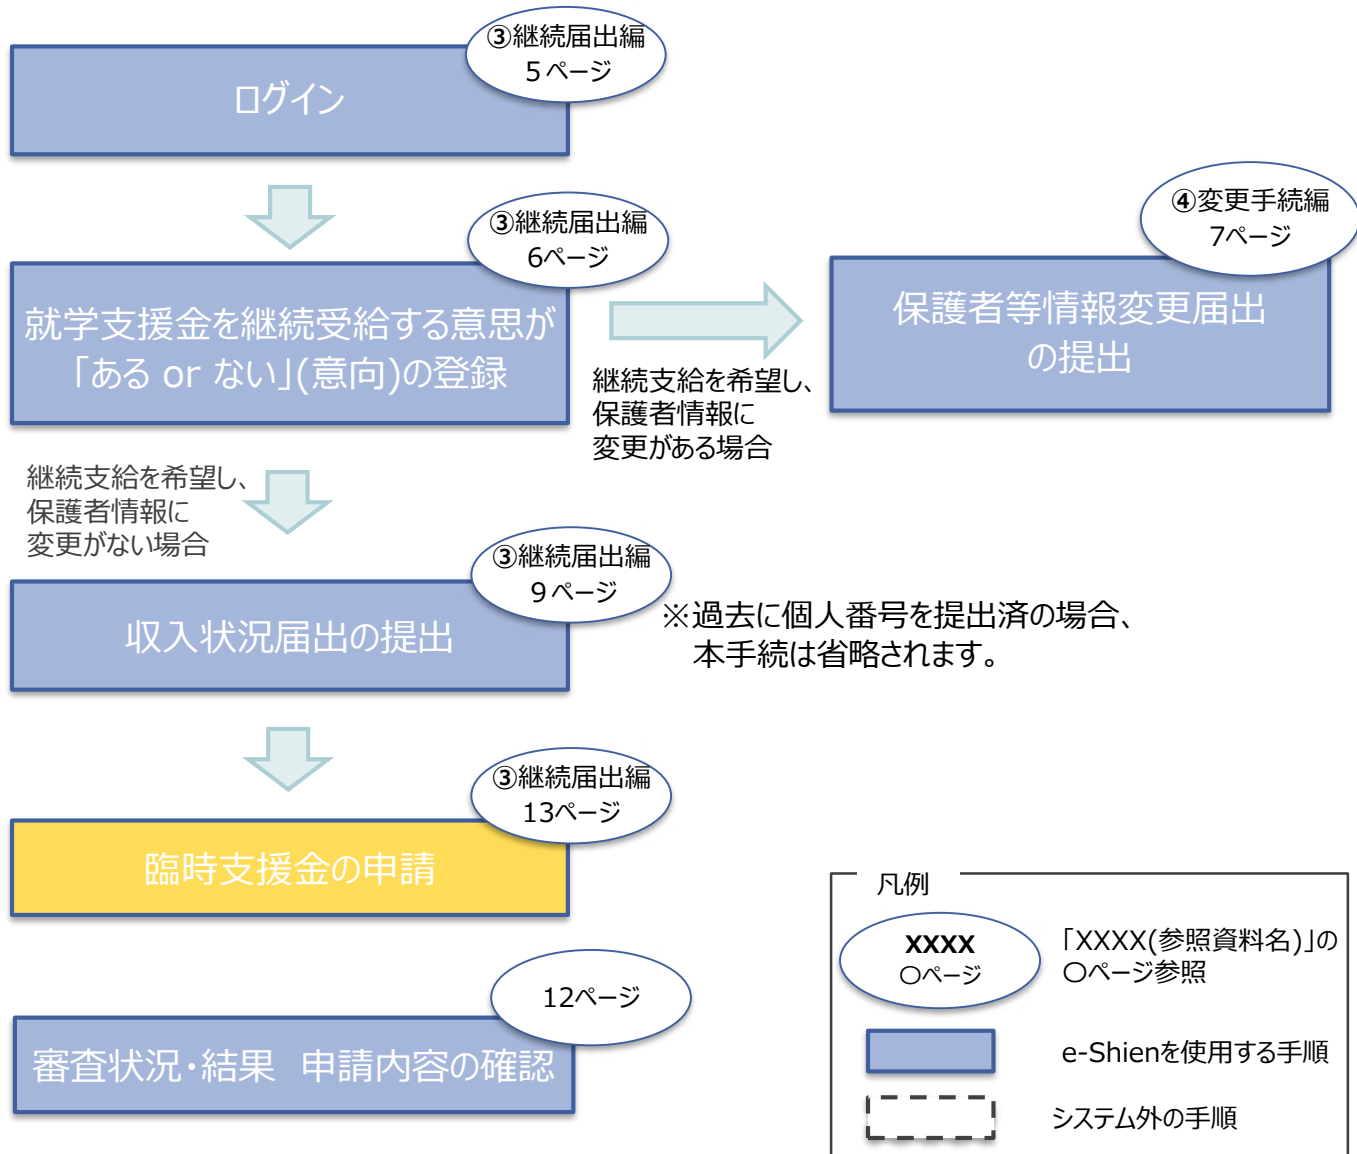 ③継続届出編
5ページ
ログイン
③継続届出編
6ページ
就学支援金を継続受給する意思が
「ある or ない」(意向)の登録
継続支給を希望し、
保護者情報に
変更がある場合
④変更手続編
7ページ
保護者等情報変更届出
の提出
継続支給を希望し、
保護者情報に
変更がない場合
③継続届出編
9ページ
収入状況届出の提出
※過去に個人番号を提出済の場合、
本手続は省略されます。
③継続届出編
13ページ
臨時支援金の申請
12ページ
審査状況・結果　申請内容の確認
凡例
XXXX
〇ページ
「XXXX(参照資料名)」の
〇ページ参照
e-Shienを使用する手順
システム外の手順